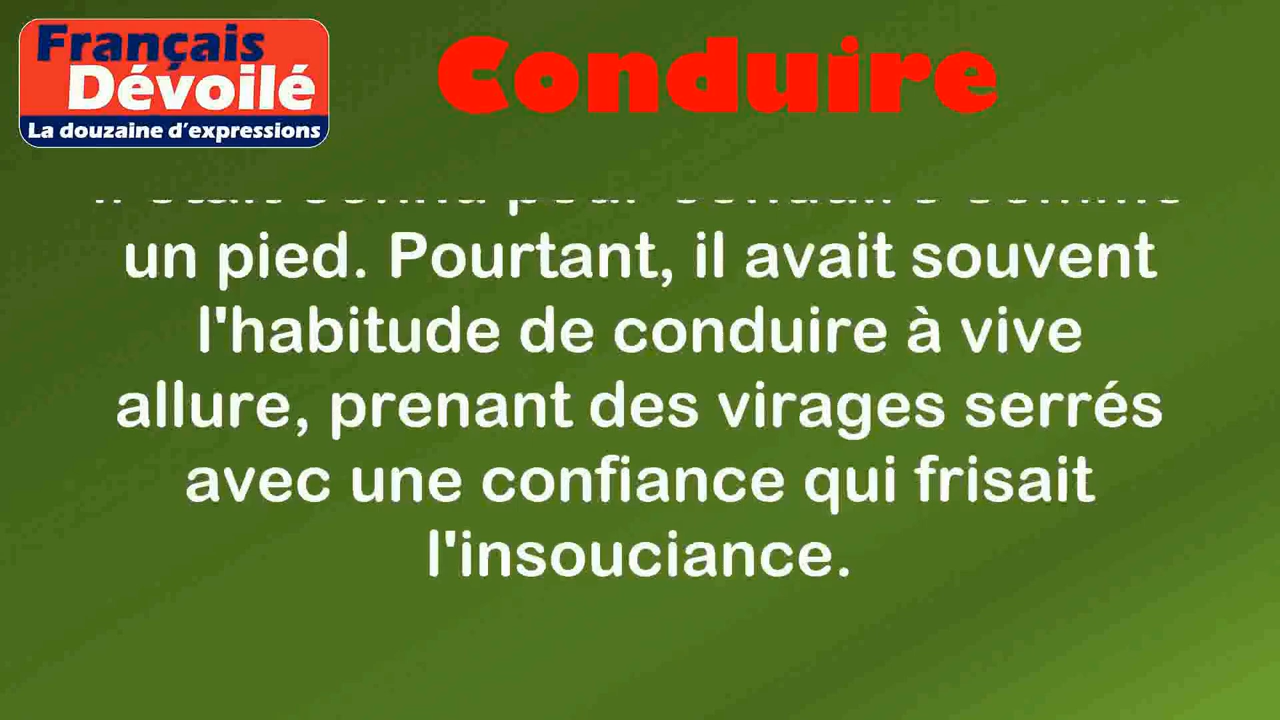 Français
Dévoilé
La douzaine d'expressions
Conduire
un pied. Pourtant, il avait souvent
l'habitude de conduire à vive
allure, prenant des virages serrés
avec une confiance qui frisait
l'insouciance.